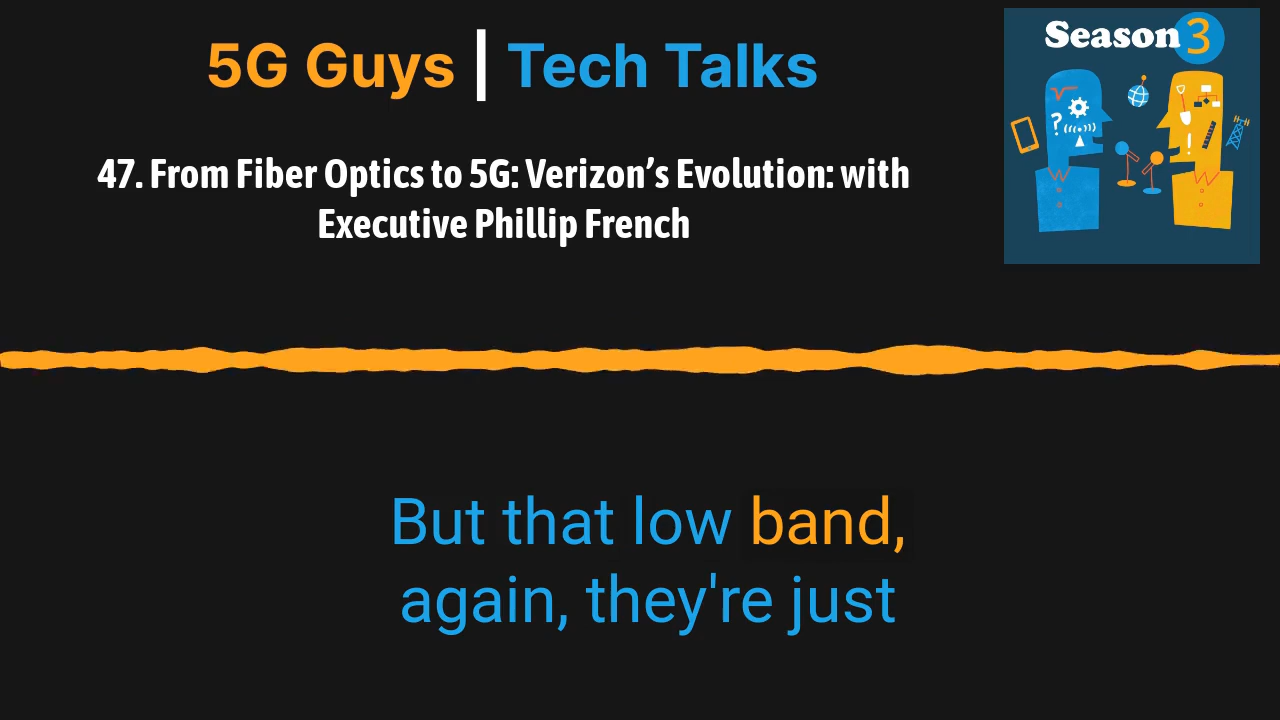 5G Guys | Tech Talks
Season 3
47. From Fiber Optics to 5G: Verizon’s Evolution: with
Executive Phillip French
?
But that low band,
again, they're just